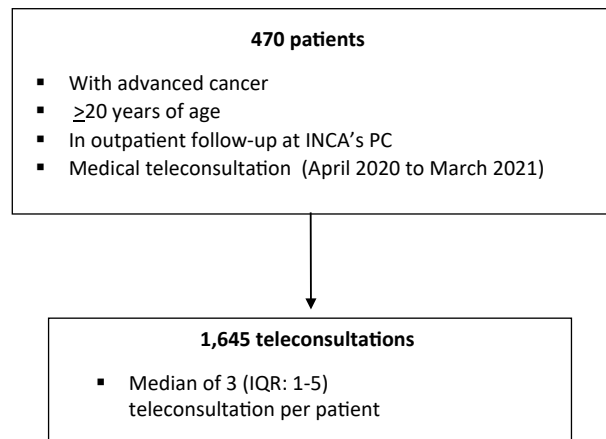 470 patients
▪ With advanced cancer
▪ ≥20 years of age
▪ In outpatient follow-up at INCA’s PC
▪ Medical teleconsultation (April 2020 to March 2021)
1,645 teleconsultations
▪ Median of 3 (IQR: 1-5)
teleconsultation per patient